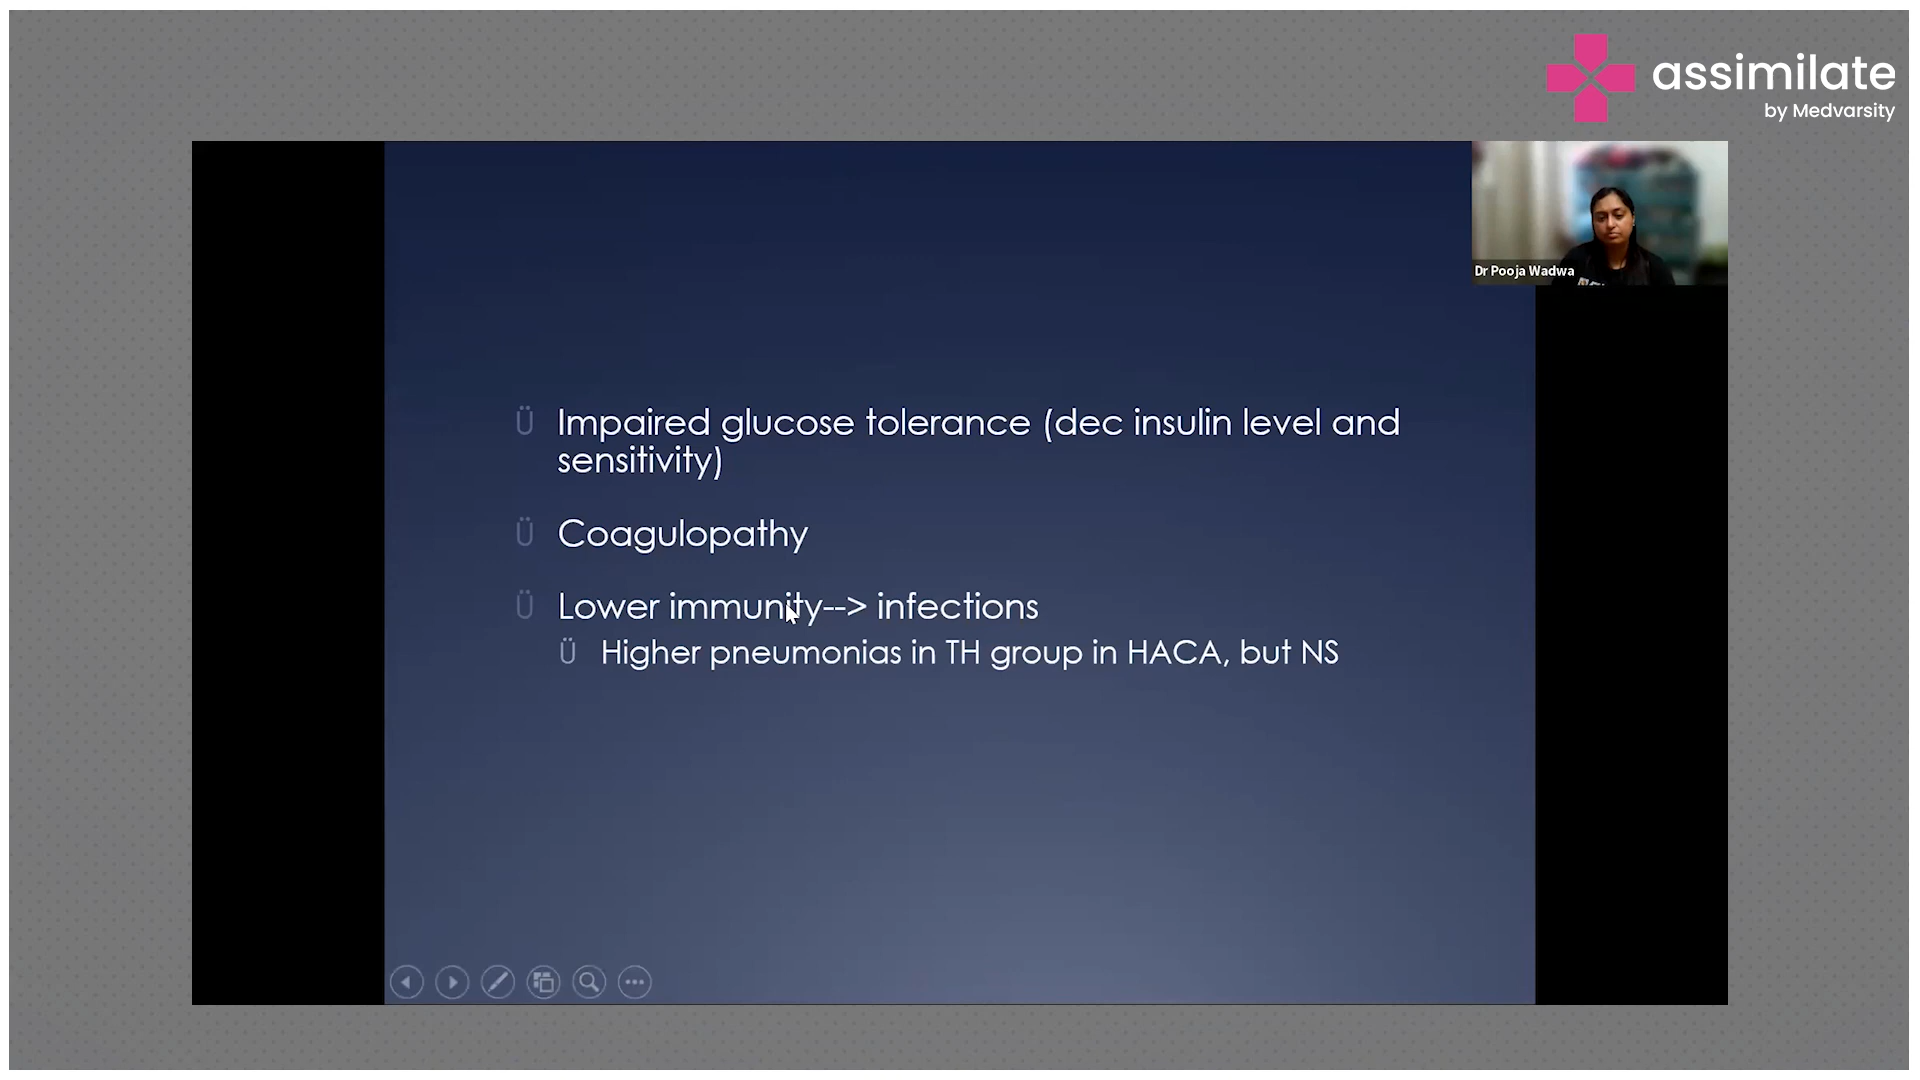 assimilate
by Medvarsity
Dr Pooja Wadwa
Ü Impaired glucose tolerance (dec insulin level and
sensitivity)
Ü Coagulopathy
Ü Lower immunity--> infections
Ü Higher pneumonias in TH group in HACA, but NS